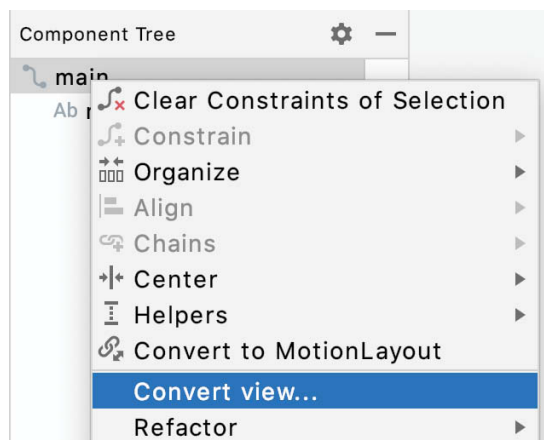 Component Tree
main
Ab
Clear Constraints of Selection
Constrain
Organize
Align
Chains
Center
Helpers
Convert to MotionLayout
Convert view...
Refactor